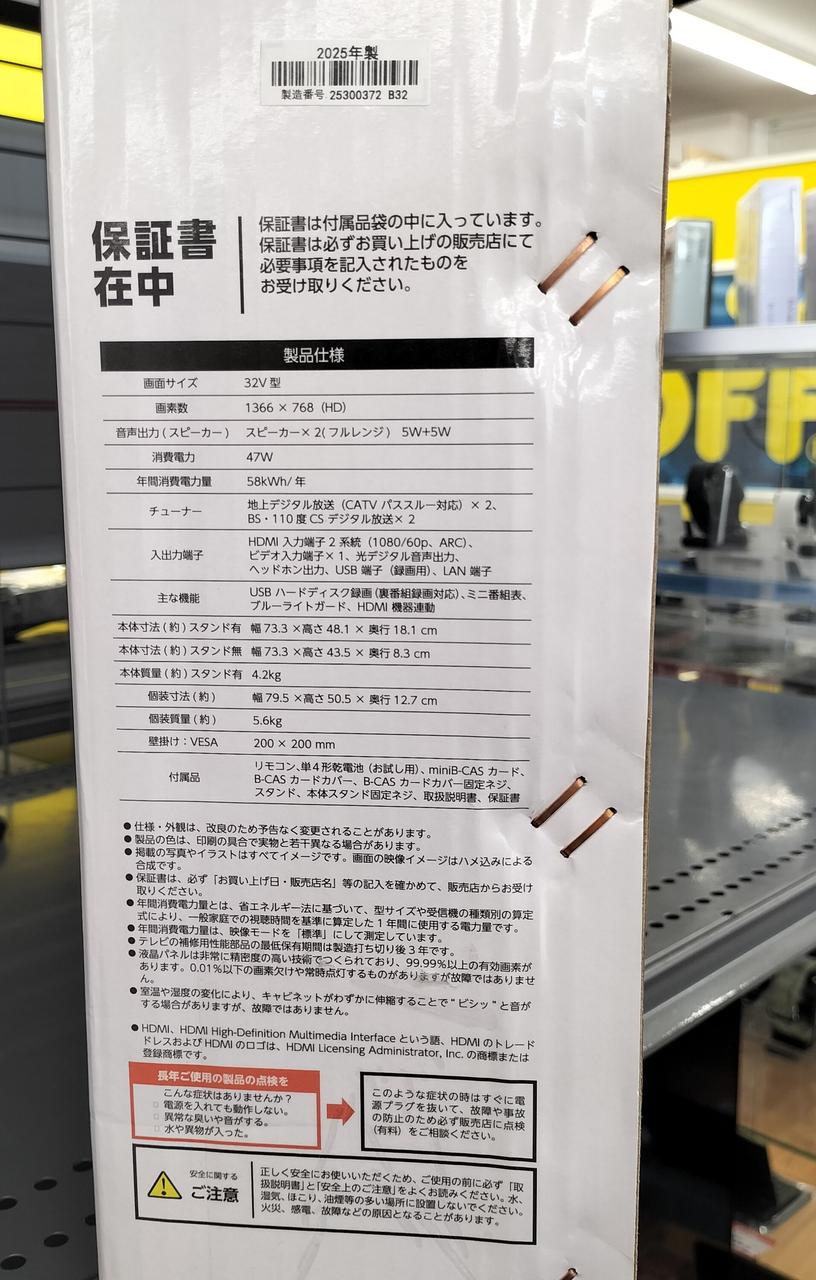 2025年製
製造番号 25300372 B32
保証書
在中
保証書は付属品袋の中に入っています。
保証書は必ずお買い上げの販売店にて
必要事項を記入されたものを
お受け取りください。
製品仕様
画面サイズ 32V 型
画素数 1366 × 768（HD）
音声出力 ( スピーカー ) スピーカー× 2( フルレンジ ) 5W+5W
消費電力 47W
年間消費電力量 58kWh/ 年
チューナー 地上デジタル放送（CATV パススルー対応）× 2、
BS・110 度 CS デジタル放送× 2
入出力端子 HDMI 入力端子 2 系統（1080/60p、ARC）、
ビデオ入力端子× 1、光デジタル音声出力、
ヘッドホン出力、USB 端子（録画用）、LAN 端子
主な機能 USB ハードディスク録画（裏番組録画対応）、ミニ番組表、
ブルーライトガード、HDMI 機器連動
本体寸法 ( 約 ) スタンド有 幅 73.3 ×高さ 48.1 × 奥行 18.1 cm
本体寸法 ( 約 ) スタンド無 幅 73.3 ×高さ 43.5 × 奥行 8.3 cm
本体質量 ( 約 ) スタンド有 4.2kg
個装寸法 ( 約 ) 幅 79.5 ×高さ 50.5 × 奥行 12.7 cm
個装質量 ( 約 ) 5.6kg
壁掛け：VESA 200 × 200 mm
付属品 リモコン、単 4 形乾電池（お試し用）、miniB-CAS カード、
B-CAS カードカバー、B-CAS カードカバー固定ネジ、
スタンド、本体スタンド固定ネジ、取扱説明書、保証書
●仕様・外観は、改良のため予告なく変更されることがあります。
●製品の色は、印刷の具合で実物と若干異なる場合があります。
●掲載の写真やイラストはすべてイメージです。画面の映像イメージはハメ込みによる
合成です。
●保証書は、必ず「お買い上げ日・販売店名」等の記入を確かめて、販売店からお受け
取りください。
●年間消費電力量とは、省エネルギー法に基づいて、型サイズや受信機の種類別の算定
式により、一般家庭での視聴時間を基準に算定した 1 年間に使用する電力量です。
●年間消費電力量は、映像モードを「標準」にして測定しています。
●テレビの補修用性能部品の最低保有期間は製造打ち切り後 3 年です。
●液晶パネルは非常に精密度の高い技術でつくられており、99.99%以上の有効画素が
あります。0.01%以下の画素欠けや常時点灯するものがありますが故障ではありませ
ん。
●室温や湿度の変化により、キャビネットがわずかに伸縮することで“ ピシッ ”と音が
する場合がありますが、故障ではありません。
●HDMI、HDMI High-Definition Multimedia Interface という語、HDMI のトレード
ドレスおよび HDMI のロゴは、HDMI Licensing Administrator, Inc. の商標または
登録商標です。
長年ご使用の製品の点検を
こんな症状はありませんか？
□ 電源を入れても動作しない。
□ 異常な臭いや音がする。
□ 水や異物が入った。
このような症状の時はすぐに電
源プラグを抜いて、故障や事故
の防止のため必ず販売店に点検
（有料）をご相談ください。
安全に関する
ご注意
正しく安全にお使いいただくため、ご使用の前に必ず「取
扱説明書」と「安全上のご注意」をよくお読みください。水、
湿気、ほこり、油煙等の多い場所に設置しないでください。
火災、感電、故障などの原因となることがあります。
OFF